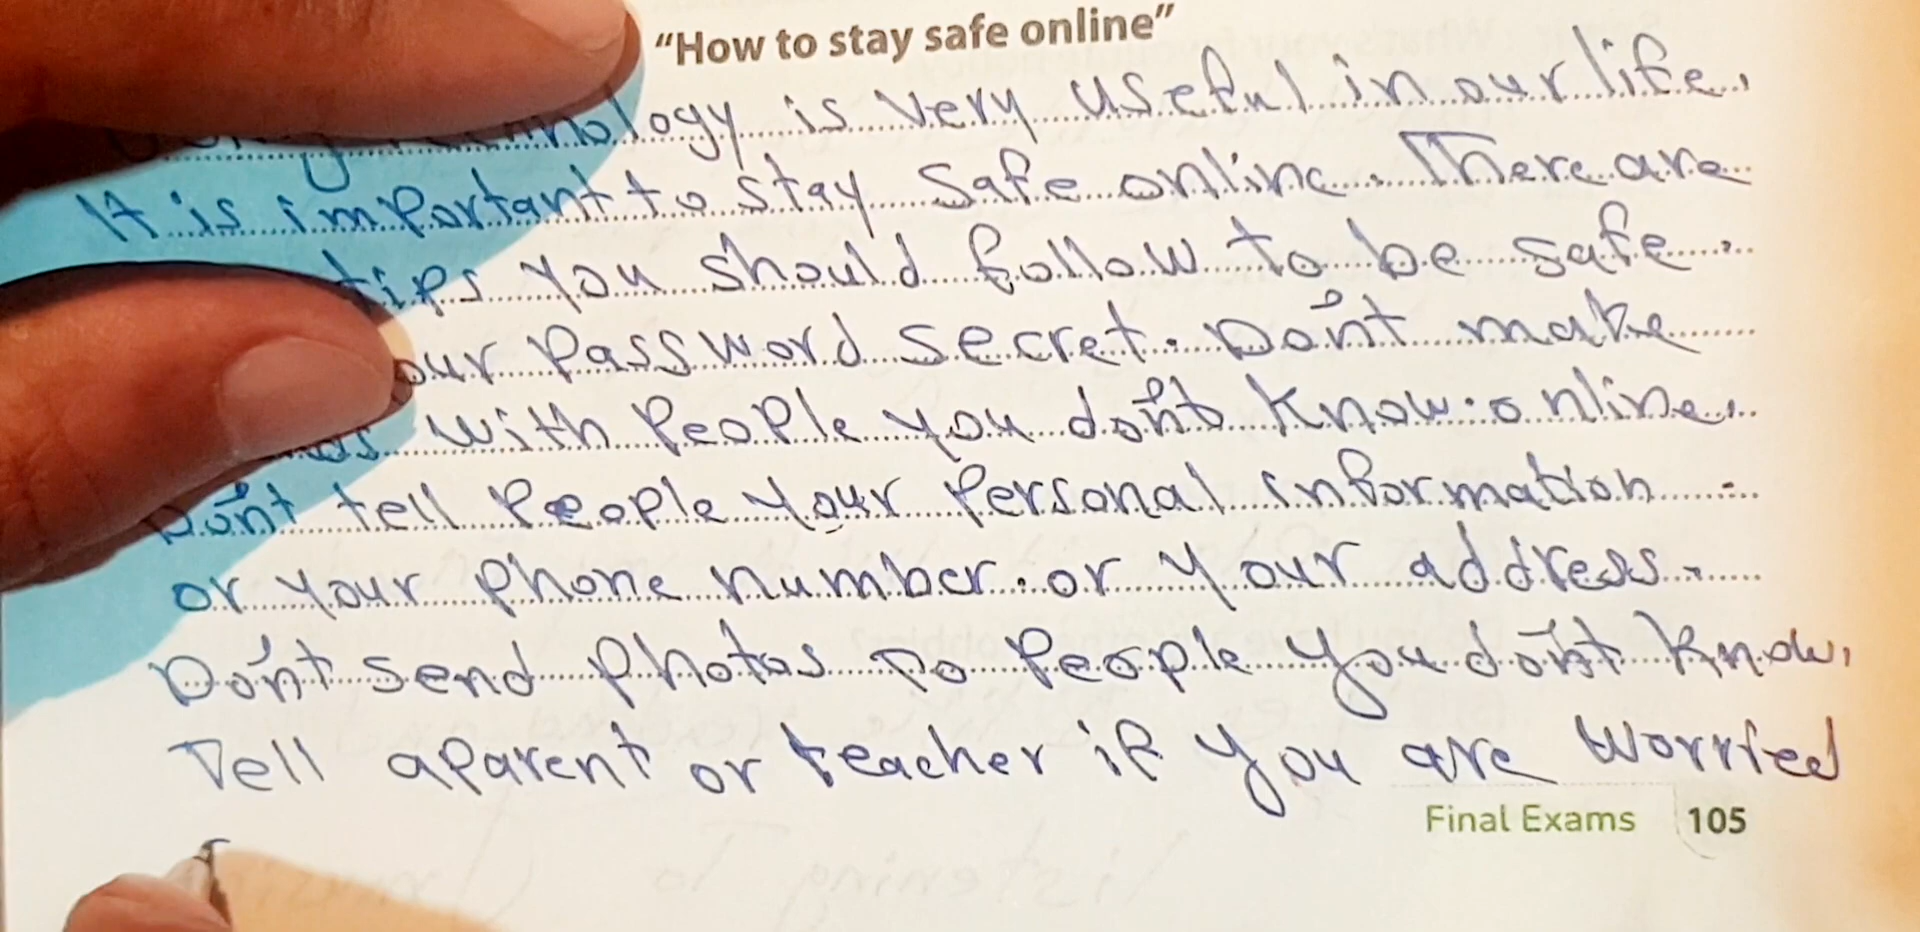 "How to stay safe online"
is very useful in our life.
It is important to stay safe online. There are
tips you should follow to be safe.
password secret. Don't make
with people you don't know online.
Don't tell people your personal information
or your phone number or your address.
Don't send photos to people you don't know.
Tell a parent or teacher if you are worried
Final Exams 105